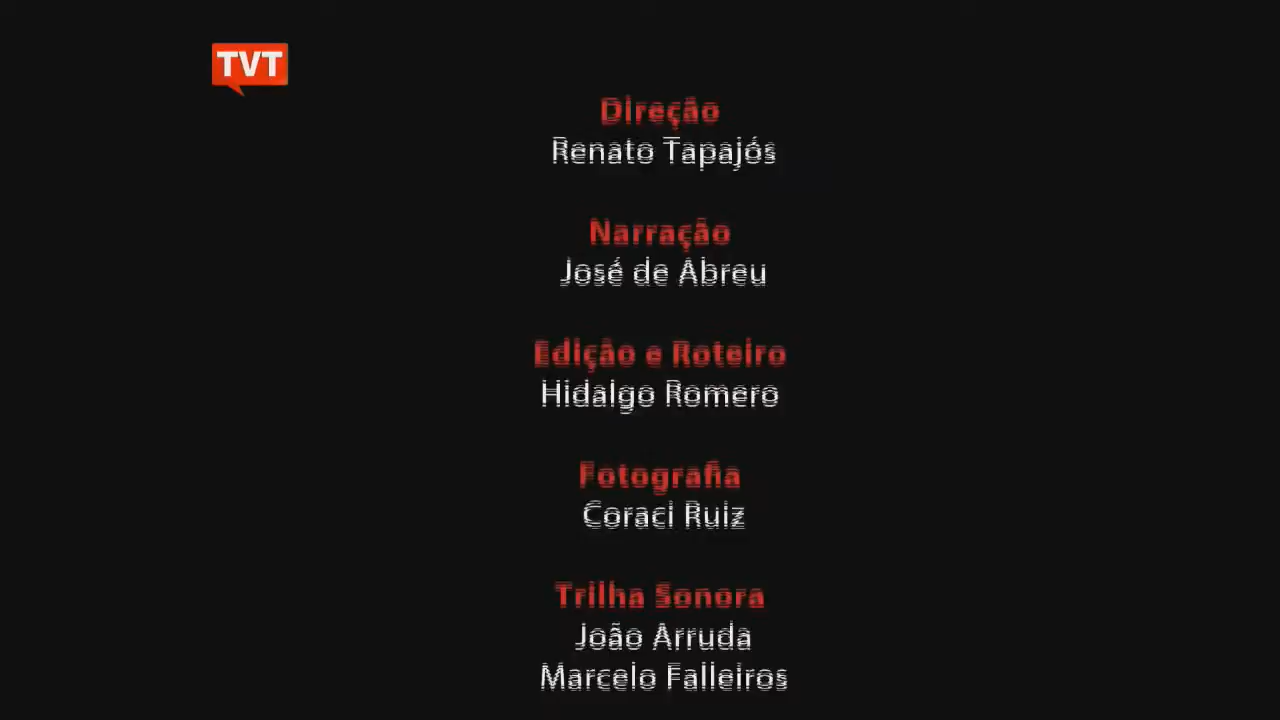 TVT
Direção
Renato Tapajós
Narração
José de Abreu
Edição e Roteiro
Hidalgo Romero
Fotografia
Coraci Ruiz
Trilha Sonora
João Arruda
Marcelo Falleiros